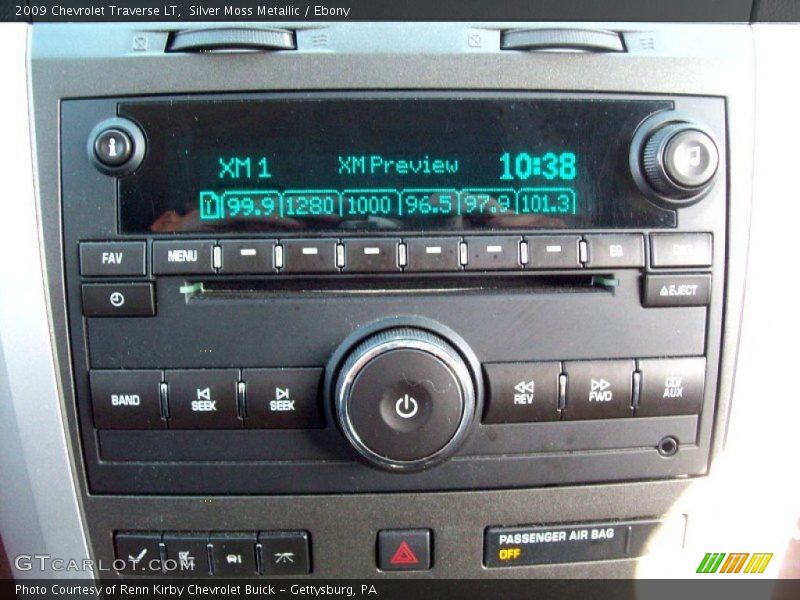 2009 Chevrolet Traverse LT, Silver Moss Metallic / Ebony
XM 1 XM Preview 10:38
1 99.9 1280 1000 96.5 97.3 101.3
FAV MENU EQ
EJECT
BAND SEEK SEEK REV FWD CD/AUX
PASSENGER AIR BAG
OFF
GTCARLOT.COM
Photo Courtesy of Renn Kirby Chevrolet Buick - Gettysburg, PA